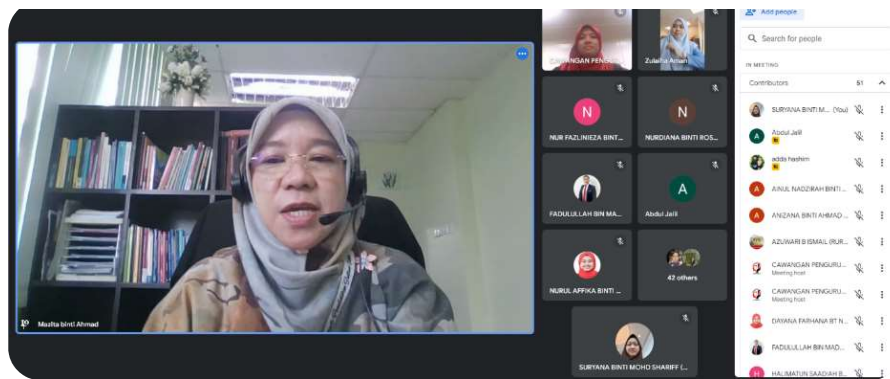 Add people
Search for people
IN MEETING
Contributors 51
SURYANA BINTI M... (You)
Abdul Jalil
adda hashim
AINUL NADZIRAH BINTI ...
ANIZANA BINTI AHMAD ...
AZUWARI B ISMAIL (RUR...
CAWANGAN PENGURU...
Meeting host
CAWANGAN PENGURU...
Meeting host
DAYANA FARHANA BT N...
FADULULLAH BIN MAD...
HALIMATUN SAADIAH B...
CAWANGAN PENGURU...
Zulaiha Aman
N
NUR FAZLINIEZA BINT...
N
NURDIANA BINTI ROS...
FADULULLAH BIN MA...
A
Abdul Jalil
NURUL AFFIKA BINTI ...
42 others
SURYANA BINTI MOHD SHARIFF (...
Mazlta binti Ahmad
A
A
A
H